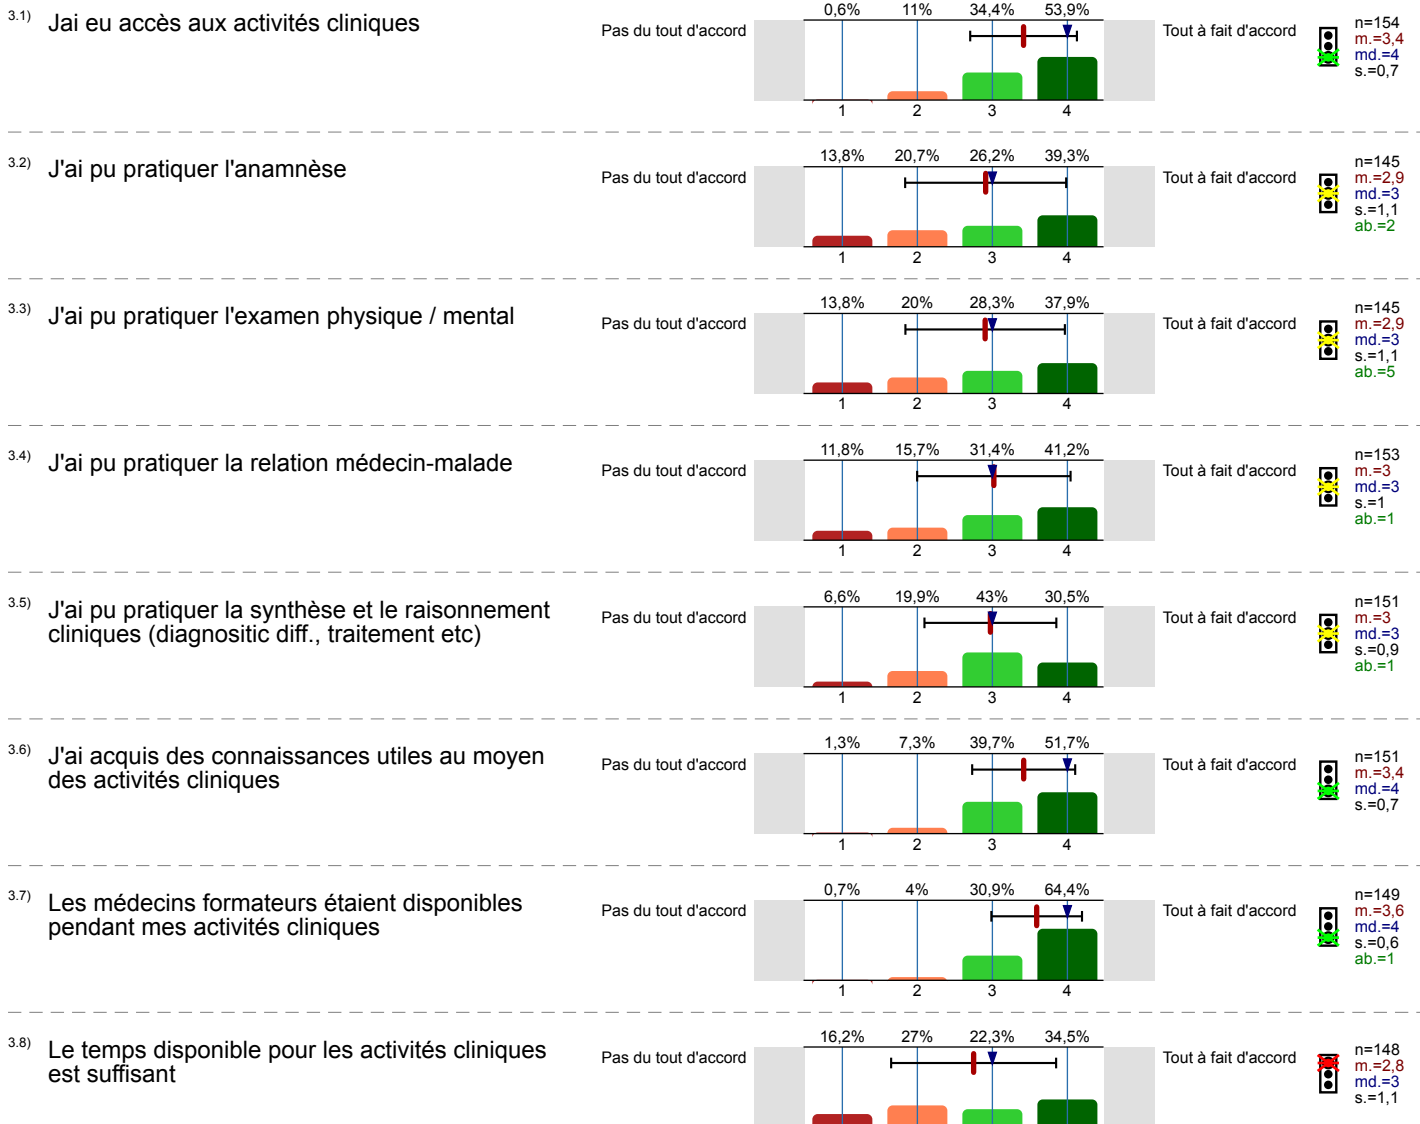 3.1) Jai eu accès aux activités cliniques
Pas du tout d'accord
0,6% 11% 34,4% 53,9%
1 2 3 4
Tout à fait d'accord
n=154
m.=3,4
md.=4
s.=0,7
3.2) J'ai pu pratiquer l'anamnèse
Pas du tout d'accord
13,8% 20,7% 26,2% 39,3%
1 2 3 4
Tout à fait d'accord
n=145
m.=2,9
md.=3
s.=1,1
ab.=2
3.3) J'ai pu pratiquer l'examen physique / mental
Pas du tout d'accord
13,8% 20% 28,3% 37,9%
1 2 3 4
Tout à fait d'accord
n=145
m.=2,9
md.=3
s.=1,1
ab.=5
3.4) J'ai pu pratiquer la relation médecin-malade
Pas du tout d'accord
11,8% 15,7% 31,4% 41,2%
1 2 3 4
Tout à fait d'accord
n=153
m.=3
md.=3
s.=1
ab.=1
3.5) J'ai pu pratiquer la synthèse et le raisonnement
cliniques (diagnositic diff., traitement etc)
Pas du tout d'accord
6,6% 19,9% 43% 30,5%
1 2 3 4
Tout à fait d'accord
n=151
m.=3
md.=3
s.=0,9
ab.=1
3.6) J'ai acquis des connaissances utiles au moyen
des activités cliniques
Pas du tout d'accord
1,3% 7,3% 39,7% 51,7%
1 2 3 4
Tout à fait d'accord
n=151
m.=3,4
md.=4
s.=0,7
3.7) Les médecins formateurs étaient disponibles
pendant mes activités cliniques
Pas du tout d'accord
0,7% 4% 30,9% 64,4%
1 2 3 4
Tout à fait d'accord
n=149
m.=3,6
md.=4
s.=0,6
ab.=1
3.8) Le temps disponible pour les activités cliniques
est suffisant
Pas du tout d'accord
16,2% 27% 22,3% 34,5%
Tout à fait d'accord
n=148
m.=2,8
md.=3
s.=1,1